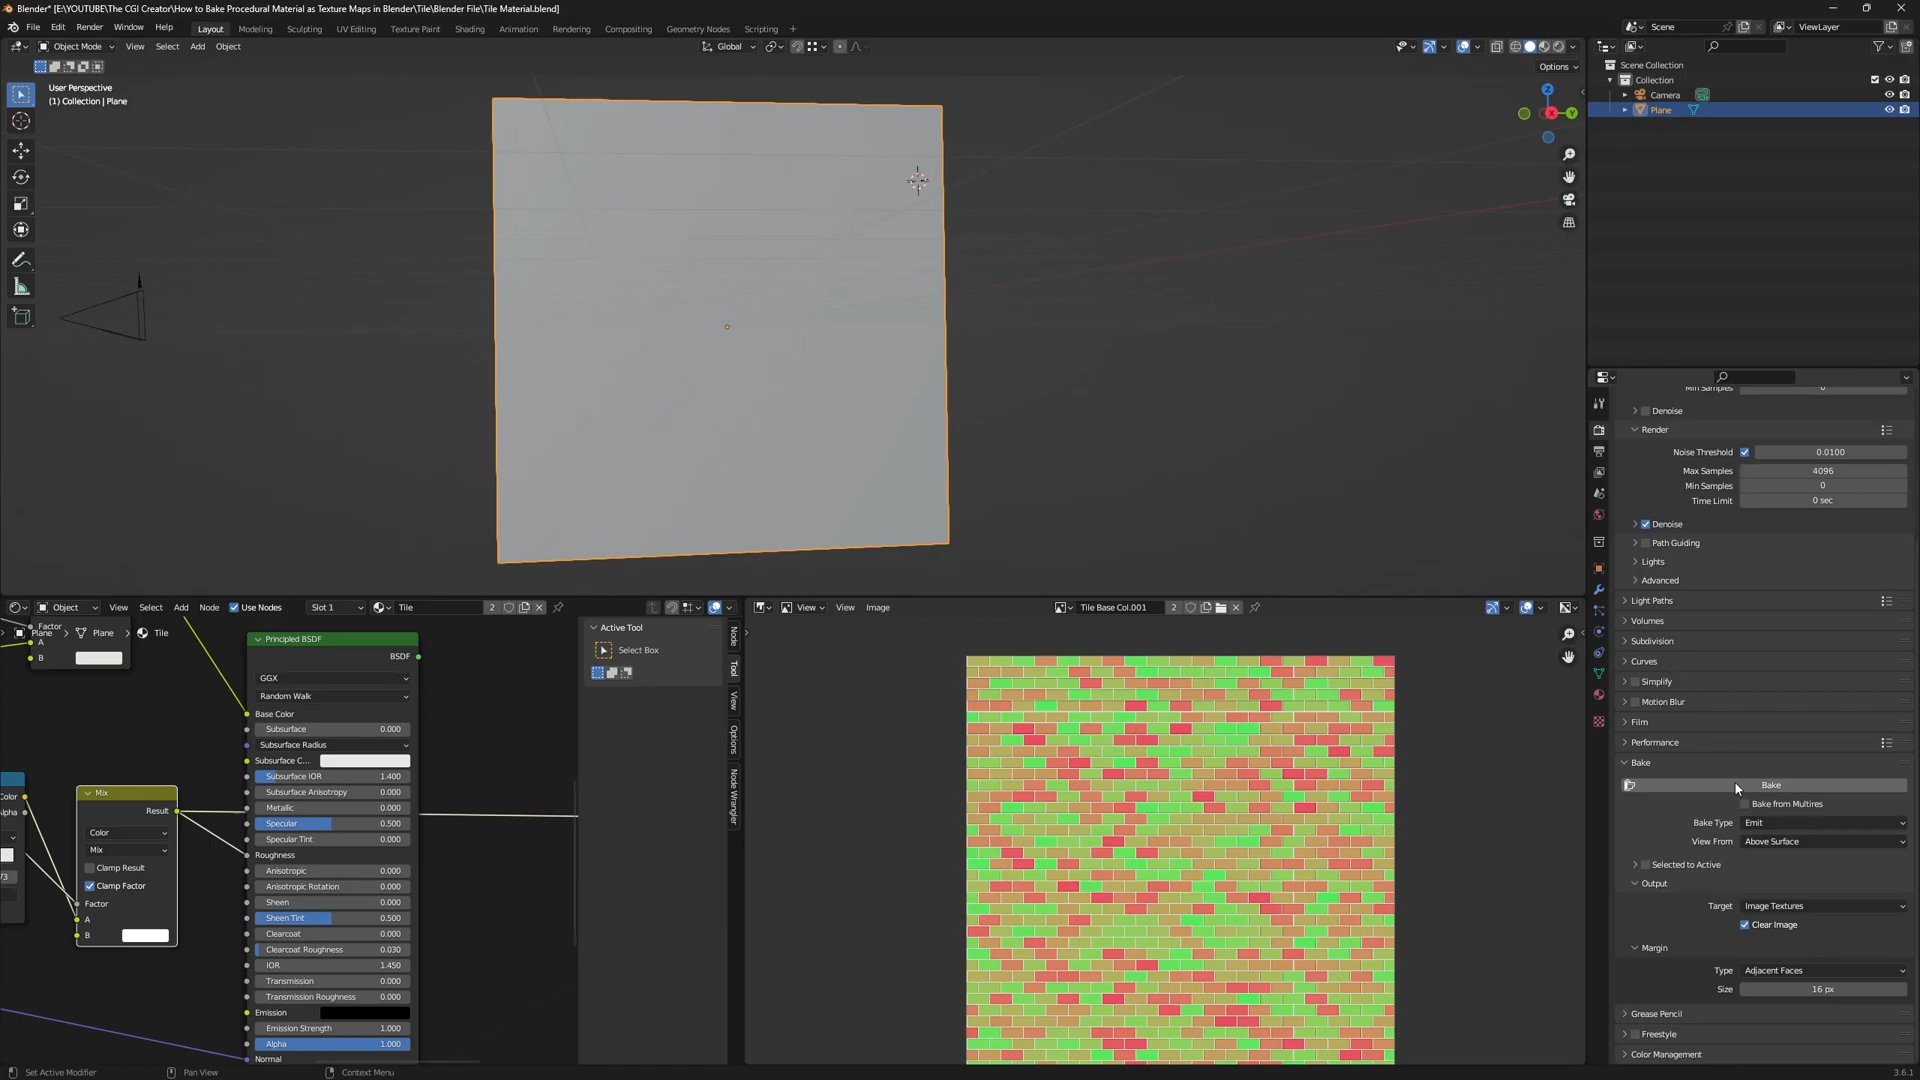 Blender* [E:\YOUTUBE\The CGI Creator\How to Bake Procedural Material as Texture Maps in Blender\Tile\Blender File\Tile Material.blend]
File Edit Render Window Help Layout Modeling Sculpting UV Editing Texture Paint Shading Animation Rendering Compositing Geometry Nodes Scripting + Scene ViewLayer
Object Mode View Select Add Object Global
Options
User Perspective
(1) Collection | Plane
Z
X
Y
Scene Collection
Collection
Camera
Plane
Min Samples
Denoise
Render
Noise Threshold 0.0100
Max Samples 4096
Min Samples 0
Time Limit 0 sec
Denoise
Path Guiding
Lights
Advanced
Light Paths
Volumes
Subdivision
Curves
Simplify
Motion Blur
Film
Performance
Bake
Bake
Bake from Multires
Bake Type Emit
View From Above Surface
Selected to Active
Output
Target Image Textures
Clear Image
Margin
Type Adjacent Faces
Size 16 px
Grease Pencil
Freestyle
Color Management
Object View Select Add Node Use Nodes Slot 1 Tile 2
Factor
Plane Plane Tile
A
B
Principled BSDF
BSDF
GGX
Random Walk
Base Color
Subsurface 0.000
Subsurface Radius
Subsurface C...
Subsurface IOR 1.400
Subsurface Anisotropy 0.000
Metallic 0.000
Specular 0.500
Specular Tint 0.000
Roughness
Anisotropic 0.000
Anisotropic Rotation 0.000
Sheen 0.000
Sheen Tint 0.500
Clearcoat 0.000
Clearcoat Roughness 0.030
IOR 1.450
Transmission 0.000
Transmission Roughness 0.000
Emission
Emission Strength 1.000
Alpha 1.000
Normal
Color
Alpha
73
Mix
Result
Color
Mix
Clamp Result
Clamp Factor
Factor
A
B
Active Tool
Select Box
Node
Tool
View
Options
Node Wrangler
View View Image Tile Base Col.001 2
Set Active Modifier Pan View Context Menu 3.6.1